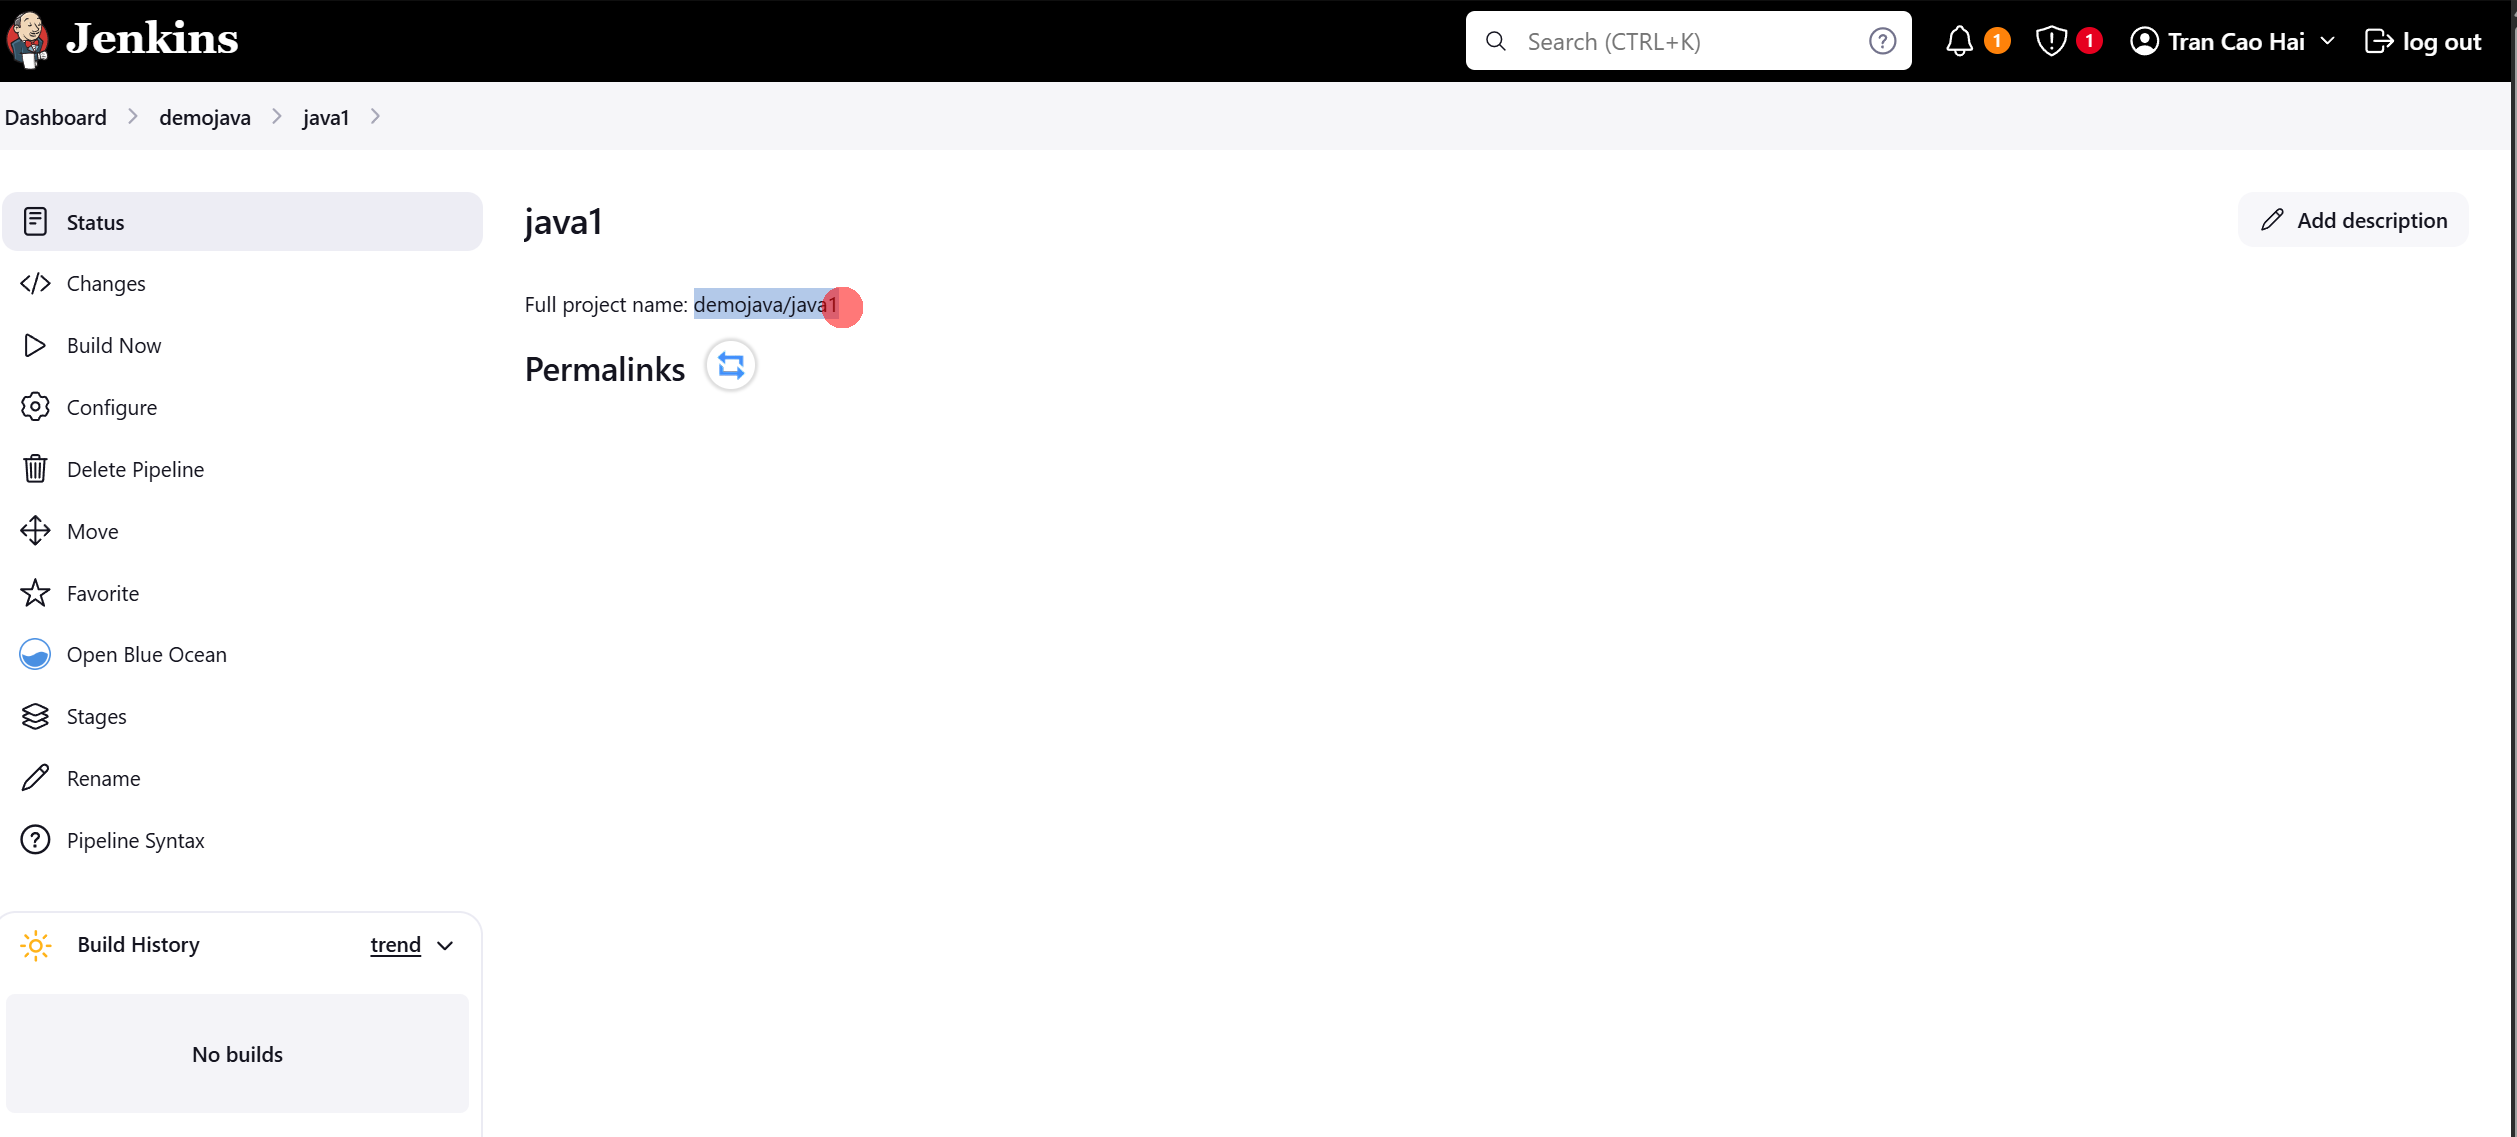 Jenkins
Search (CTRL+K)
1
1
Tran Cao Hai
log out
Dashboard
demojava
java1
Status
Changes
Build Now
Configure
Delete Pipeline
Move
Favorite
Open Blue Ocean
Stages
Rename
Pipeline Syntax
Build History
trend
No builds
java1
Add description
Full project name: demojava/java1
Permalinks